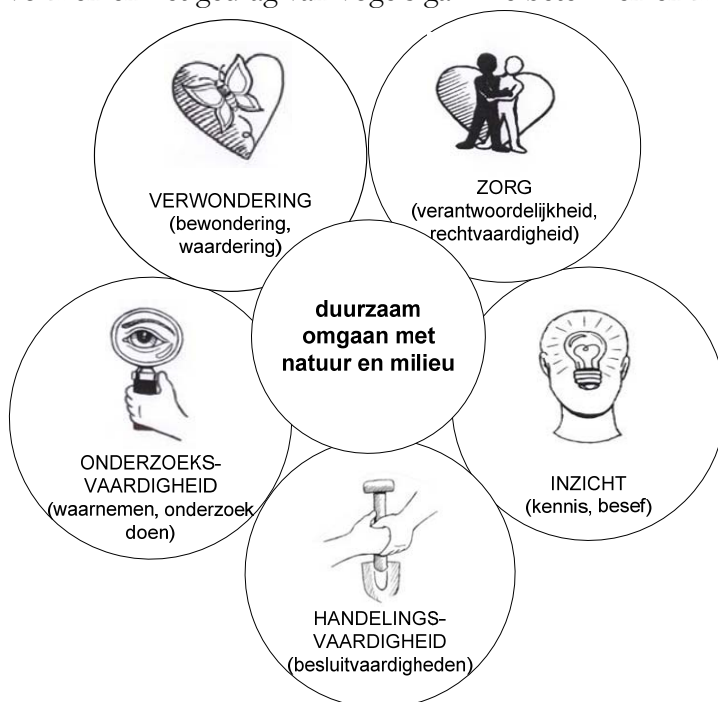 VERWONDERING
(bewondering,
waardering)
ZORG
(verantwoordelijkheid,
rechtvaardigheid)
duurzaam
omgaan met
natuur en milieu
ONDERZOEKS-
VAARDIGHEID
(waarnemen, onderzoek
doen)
INZICHT
(kennis, besef)
HANDELINGS-
VAARDIGHEID
(besluitvaardigheden)